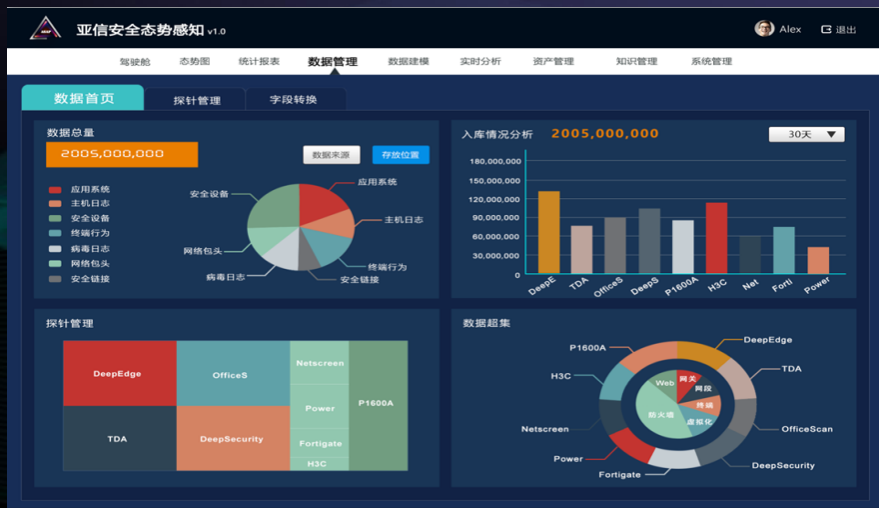 亚信安全态势感知 v1.0
Alex 退出
驾驶舱 态势图 统计报表 数据管理 数据建模 实时分析 资产管理 知识管理 系统管理
数据首页 探针管理 字段转换
数据总量
2005,000,000
数据来源 存放位置
应用系统
主机日志
安全设备
终端行为
病毒日志
网络包头
安全链接
安全设备 应用系统
主机日志
网络包头
终端行为
病毒日志 安全链接
入库情况分析 2005,000,000 30天
180,000,000
150,000,000
120,000,000
90,000,000
60,000,000
30,000,000
0
DeepE TDA OfficeS DeepS P1600A H3C Net Forti Power
探针管理
DeepEdge OfficeS Netscreen P1600A
TDA DeepSecurity Power
Fortigate
H3C
数据超集
P1600A DeepEdge
H3C TDA
Web 网关 网段
防火墙 终端
虚拟化
Netscreen OfficeScan
Power DeepSecurity
Fortigate